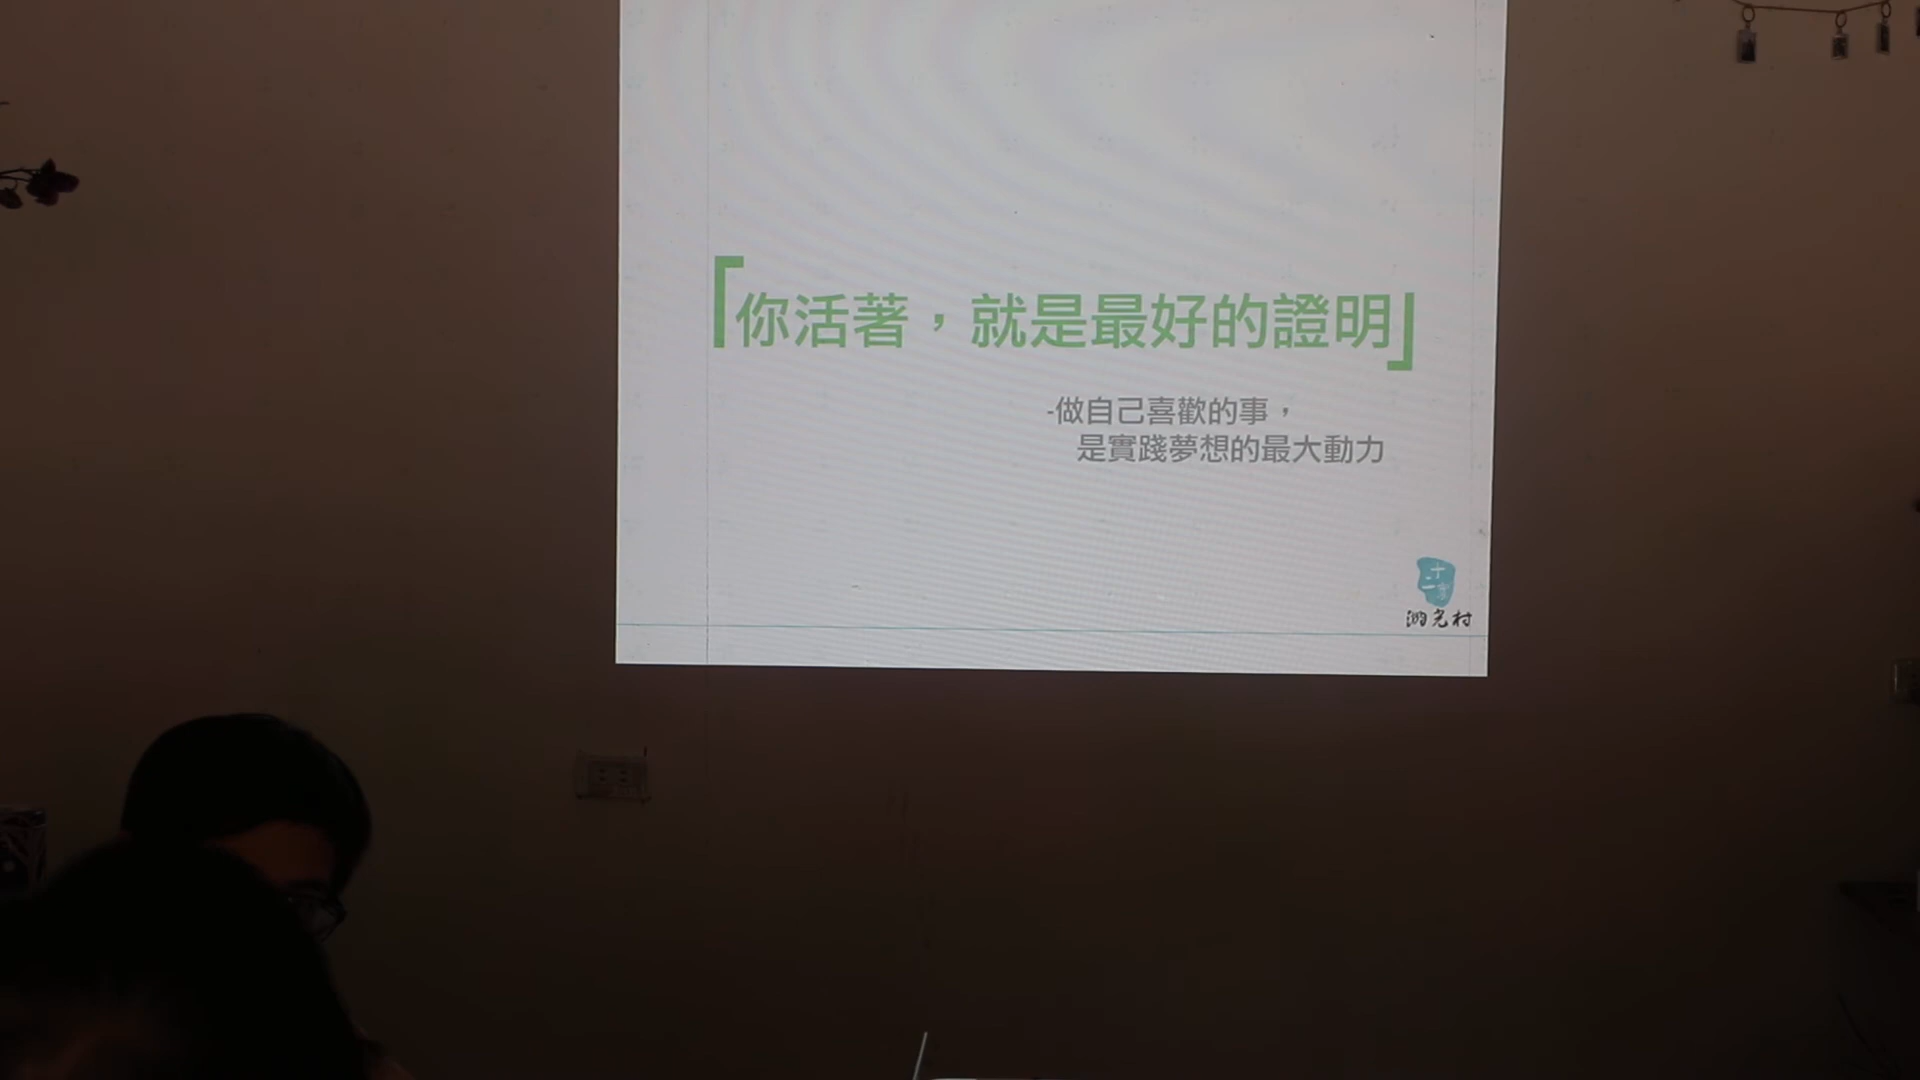 「你活著，就是最好的證明」
-做自己喜歡的事，
是實踐夢想的最大動力